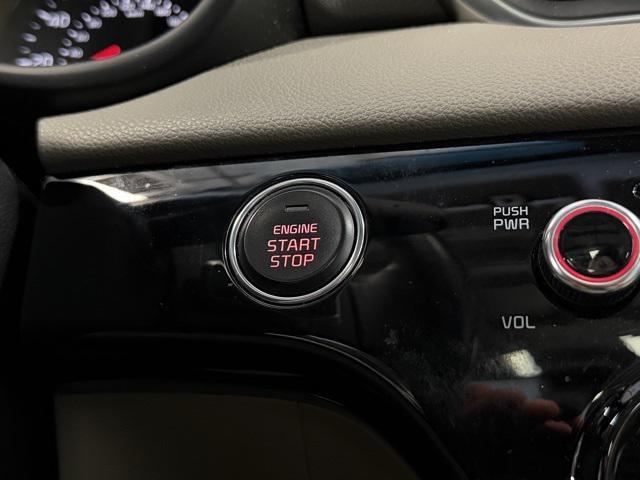 ENGINE
START
STOP
PUSH
PWR
VOL